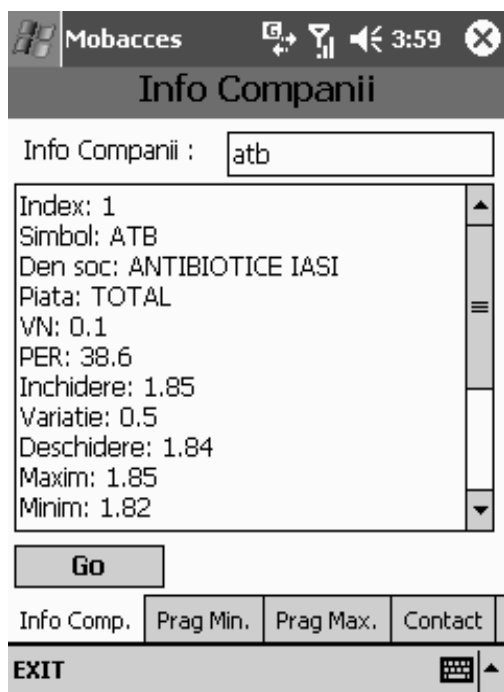 Mobacces G 3:59
Info Companii
Info Companii : atb
Index: 1
Simbol: ATB
Den soc: ANTIBIOTICE IASI
Piata: TOTAL
VN: 0.1
PER: 38.6
Inchidere: 1.85
Variatie: 0.5
Deschidere: 1.84
Maxim: 1.85
Minim: 1.82
Go
Info Comp. Prag Min. Prag Max. Contact
EXIT